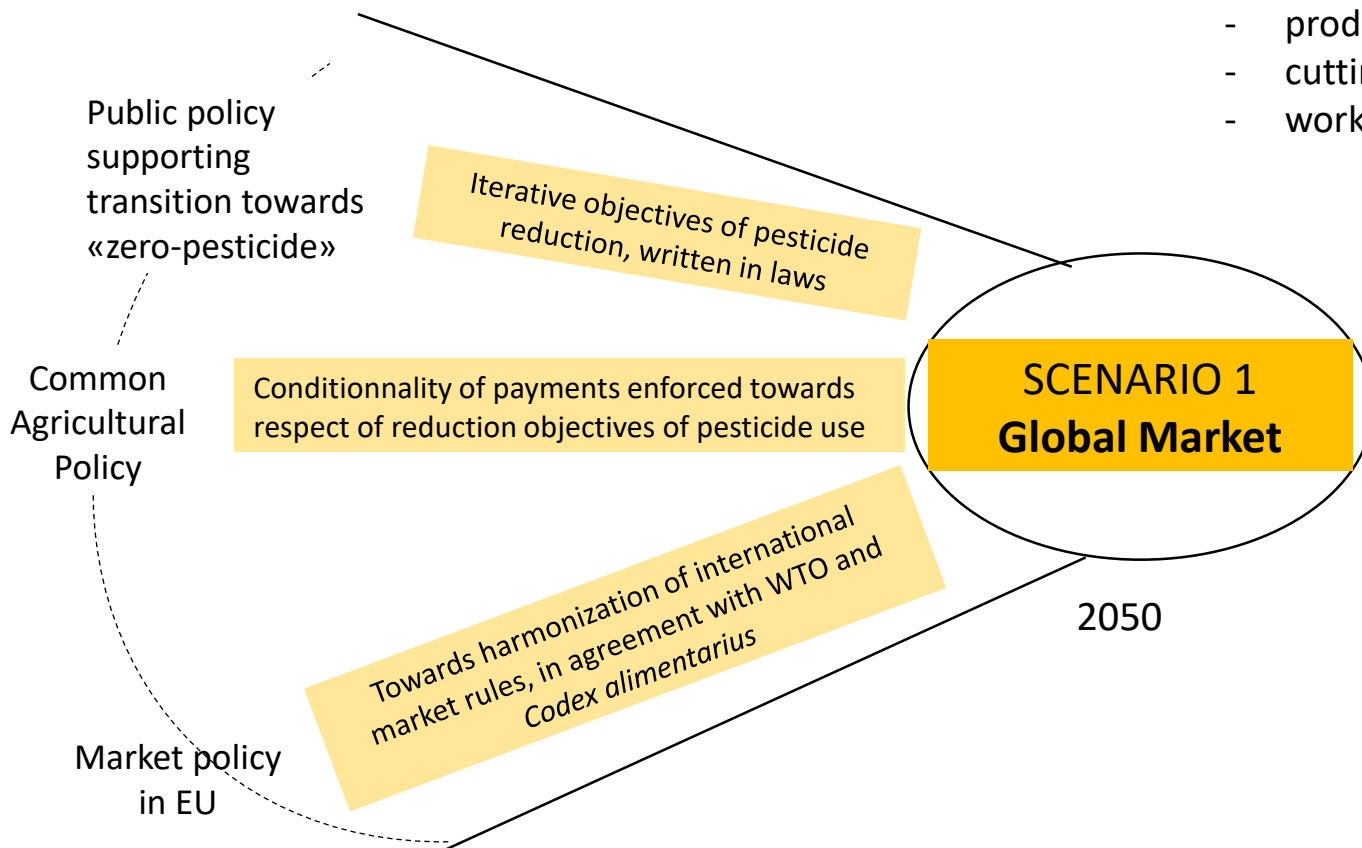 - prod
- cuttin
- work
Public policy
supporting
transition towards
«zero-pesticide»
Iterative objectives of pesticide
reduction, written in laws
Common
Agricultural
Policy
Conditionnality of payments enforced towards
respect of reduction objectives of pesticide use
SCENARIO 1
Global Market
Towards harmonization of international
market rules, in agreement with WTO and
Codex alimentarius
2050
Market policy
in EU